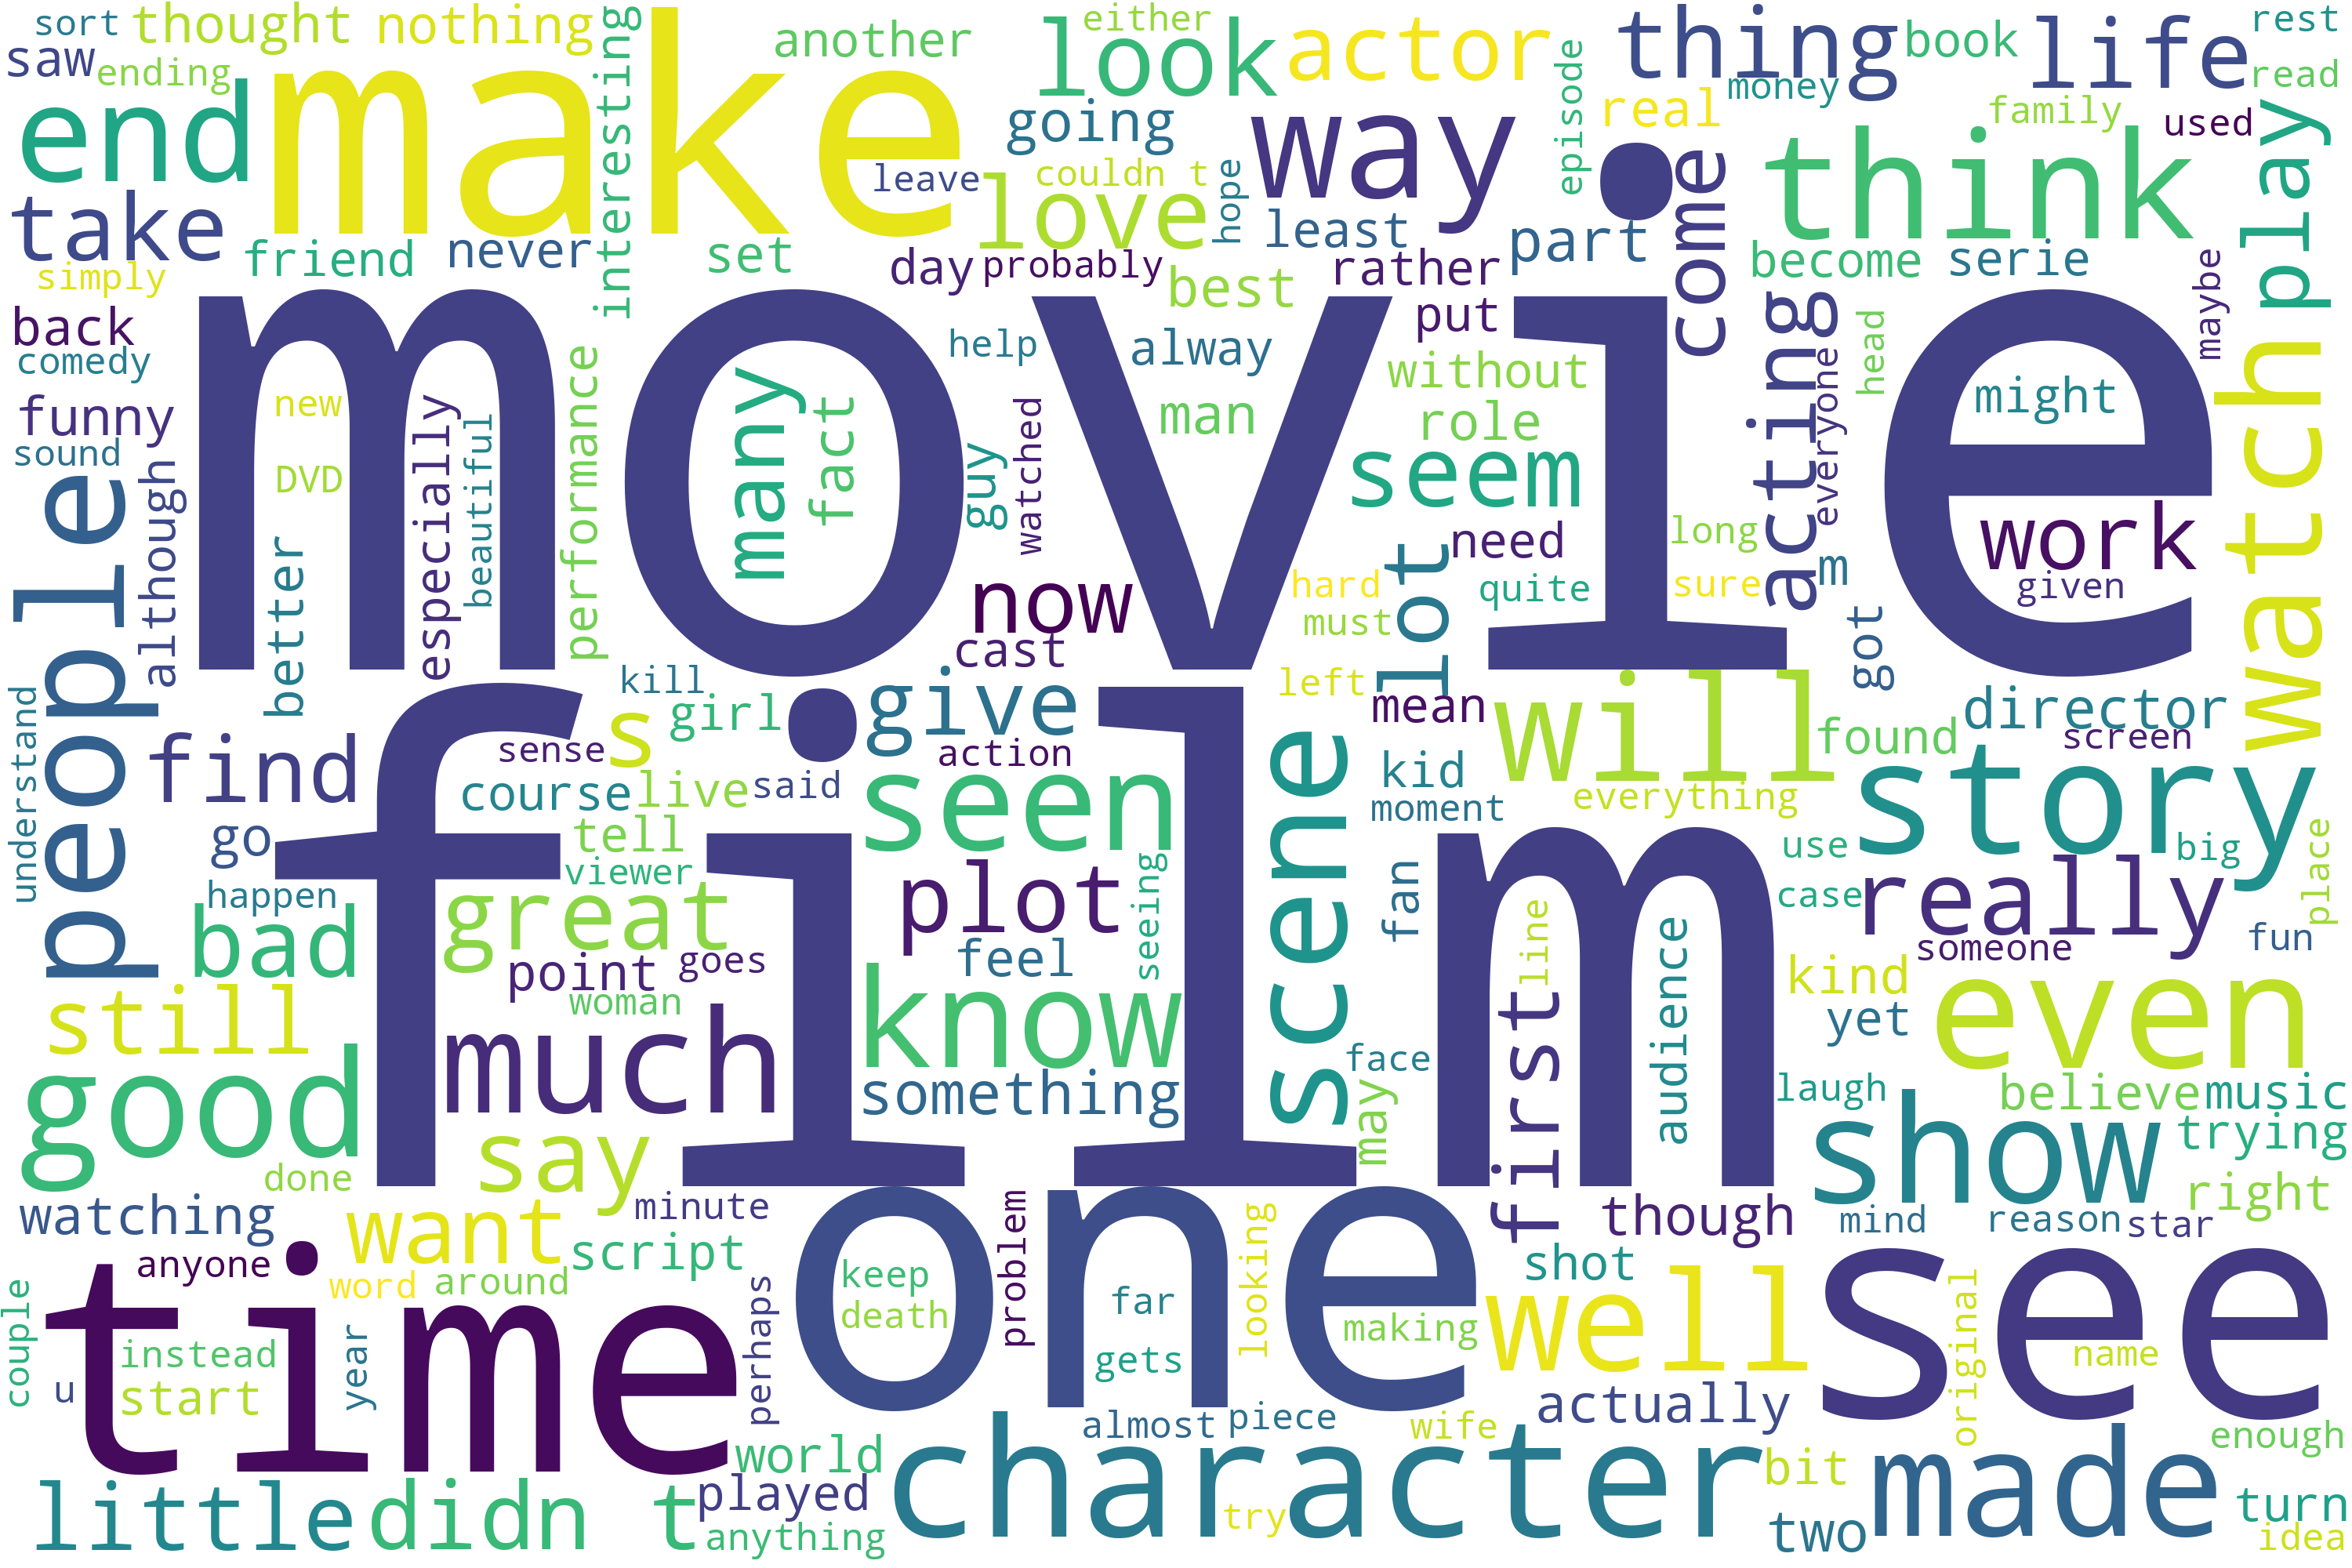 sort
thought
nothing
saw
ending
make
interesting
another
look
either
actor
thing
book
life
rest
read
money
real
family
used
episode
end
going
way
think
play
take
leave
love
couldn t
hope
least
part
come
become
serie
maybe
friend
never
set
day
probably
best
rather
put
simply
back
comedy
funny
sound
movie
help
alway
man
without
role
seem
acting
everyone
head
might
watch
people
although
new
DVD
better
especially
beautiful
performance
many
fact
guy
watched
now
cast
need
quite
hard
must
lot
long
sure
m
got
work
given
understand
find
film
kill
s
girl
give
left
mean
will
found
director
screen
sense
course
live
said
action
seen
scene
kid
moment
everything
story
go
tell
viewer
happen
bad
great
plot
seeing
fan
use
big
place
case
really
someone
fun
point
goes
woman
feel
line
kind
yet
even
still
good
much
know
something
face
may
first
audience
laugh
believe
music
trying
done
say
show
right
watching
want
minute
script
one
problem
looking
though
mind
reason
star
anyone
word
around
shot
time
keep
death
far
gets
making
well
see
original
name
couple
instead
u
start
year
perhaps
actually
world
almost
piece
wife
enough
little
didn t
played
anything
character
try
bit
two
made
turn
idea